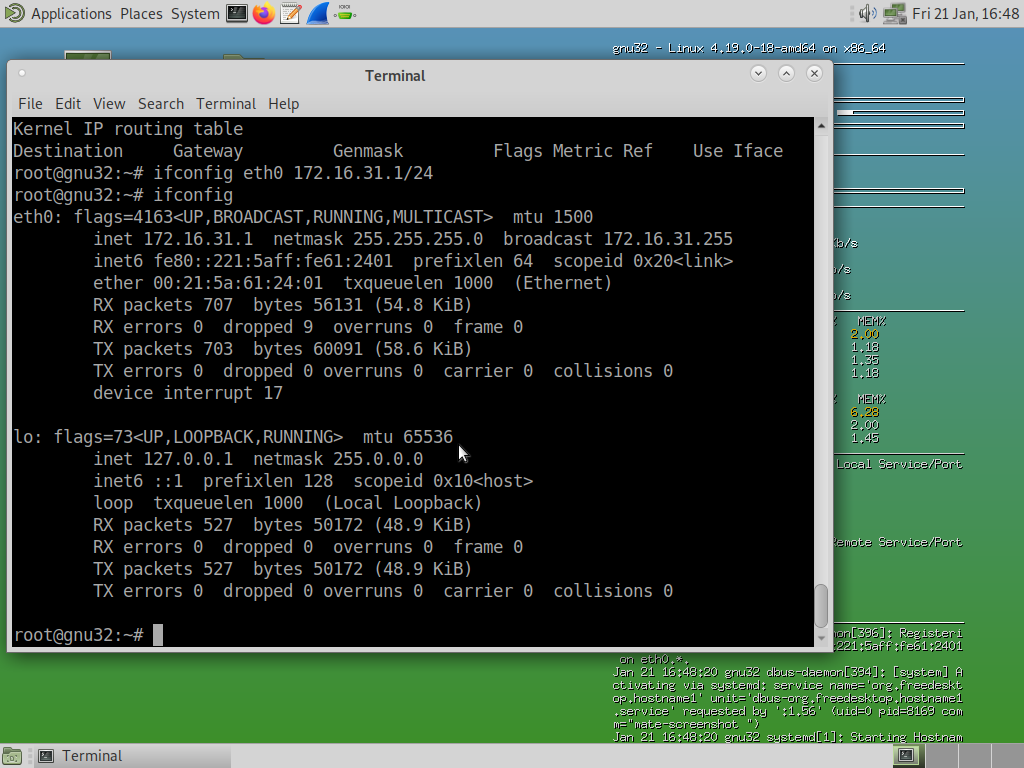 Applications Places System
Fri 21 Jan, 16:48
gnu32 - Linux 4.19.0-18-amd64 on x86_64
Terminal
File Edit View Search Terminal Help
Kernel IP routing table
Destination     Gateway         Genmask         Flags Metric Ref    Use Iface
root@gnu32:~# ifconfig eth0 172.16.31.1/24
root@gnu32:~# ifconfig
eth0: flags=4163<UP,BROADCAST,RUNNING,MULTICAST>  mtu 1500
        inet 172.16.31.1  netmask 255.255.255.0  broadcast 172.16.31.255
        inet6 fe80::221:5aff:fe61:2401  prefixlen 64  scopeid 0x20<link>
        ether 00:21:5a:61:24:01  txqueuelen 1000  (Ethernet)
        RX packets 707  bytes 56131 (54.8 KiB)
        RX errors 0  dropped 9  overruns 0  frame 0
        TX packets 703  bytes 60091 (58.6 KiB)
        TX errors 0  dropped 0 overruns 0  carrier 0  collisions 0
        device interrupt 17

lo: flags=73<UP,LOOPBACK,RUNNING>  mtu 65536
        inet 127.0.0.1  netmask 255.0.0.0
        inet6 ::1  prefixlen 128  scopeid 0x10<host>
        loop  txqueuelen 1000  (Local Loopback)
        RX packets 527  bytes 50172 (48.9 KiB)
        RX errors 0  dropped 0  overruns 0  frame 0
        TX packets 527  bytes 50172 (48.9 KiB)
        TX errors 0  dropped 0 overruns 0  carrier 0  collisions 0

root@gnu32:~#
b/s
/s
/s
% MEM%
2.00
1.18
1.35
1.18
% MEM%
6.28
2.00
1.45
Local Service/Port
Remote Service/Port
mon[396]: Registeri
:221:5aff:fe61:2401
on eth0.*.
Jan 21 16:48:20 gnu32 dbus-daemon[394]: [system] A
ctivating via systemd: service name='org.freedeskt
op.hostname1' unit='dbus-org.freedesktop.hostname1
.service' requested by ':1.56' (uid=0 pid=8169 com
m="mate-screenshot ")
Jan 21 16:48:20 gnu32 systemd[1]: Starting Hostnam
Terminal